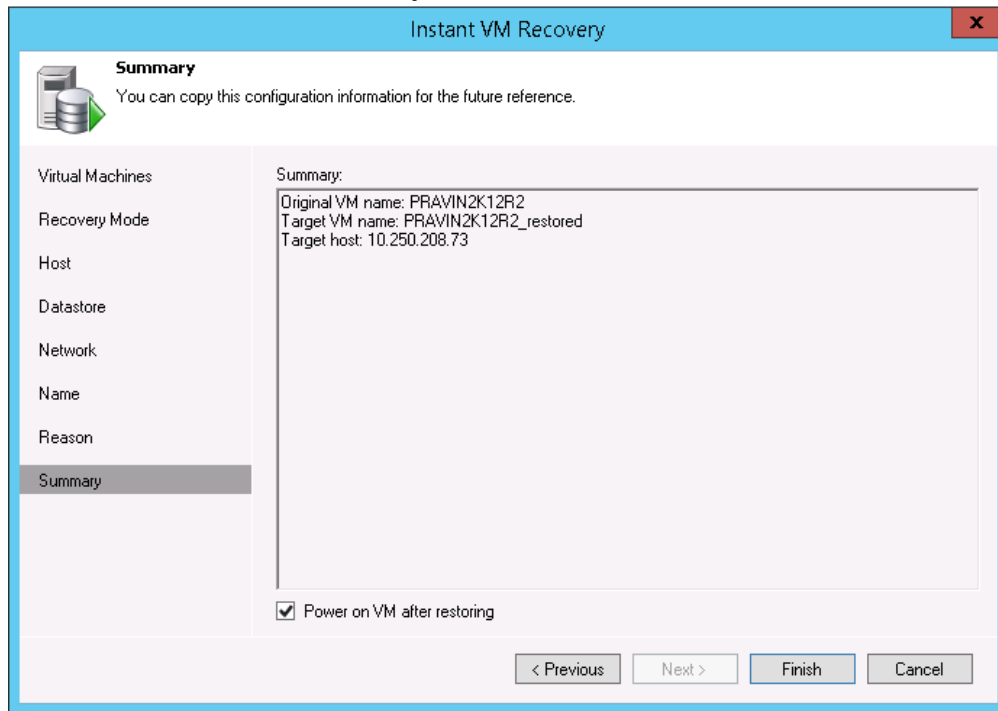 Instant VM Recovery
x
Summary
You can copy this configuration information for the future reference.
Virtual Machines
Recovery Mode
Host
Datastore
Network
Name
Reason
Summary
Summary:
Original VM name: PRAVIN2K12R2
Target VM name: PRAVIN2K12R2_restored
Target host: 10.250.208.73
Power on VM after restoring
< Previous
Next >
Finish
Cancel